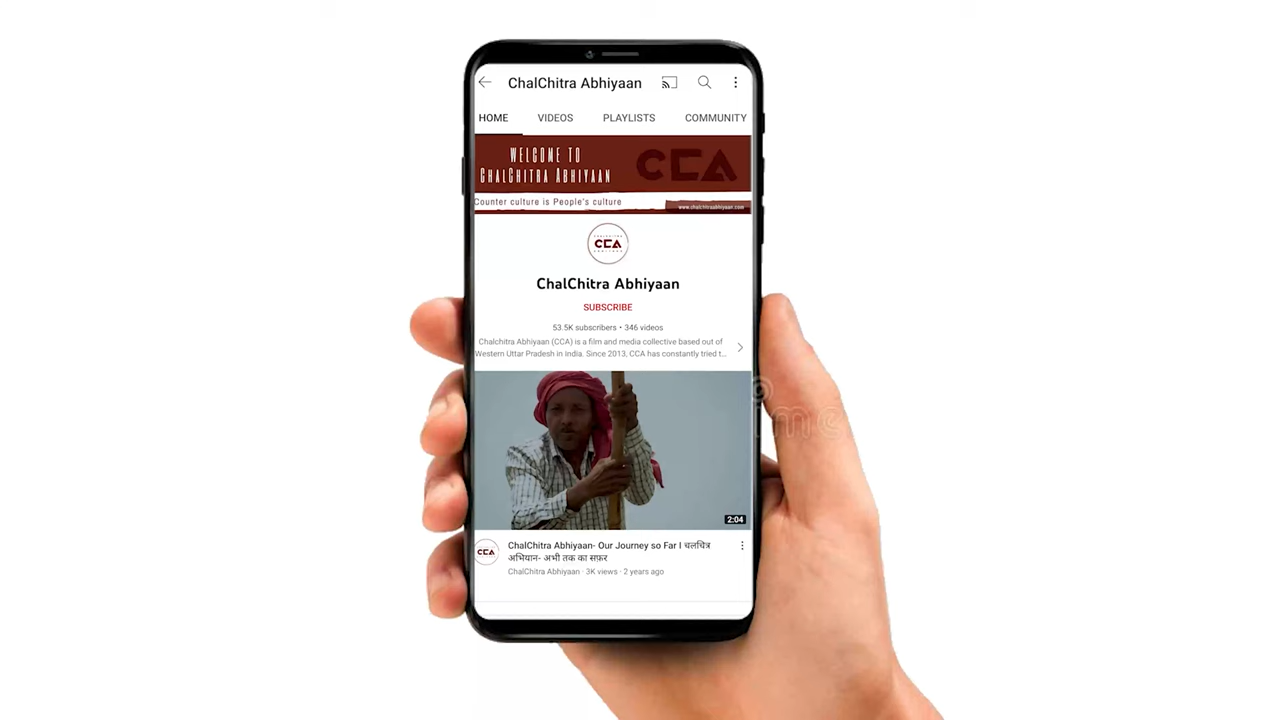 ChalChitra Abhiyaan
HOME VIDEOS PLAYLISTS COMMUNITY
WELCOME TO
CHALCHITRA ABHIYAAN
CCA
Counter culture is People's culture
www.chalchitraabhiyaan.com
CCA
ChalChitra Abhiyaan
SUBSCRIBE
53.5K subscribers • 346 videos
Chalchitra Abhiyaan (CCA) is a film and media collective based out of
Western Uttar Pradesh in India. Since 2013, CCA has constantly tried t...
2:04
CCA
ChalChitra Abhiyaan- Our Journey so Far I चलचित्र
अभियान- अभी तक का सफ़र
ChalChitra Abhiyaan · 3K views · 2 years ago